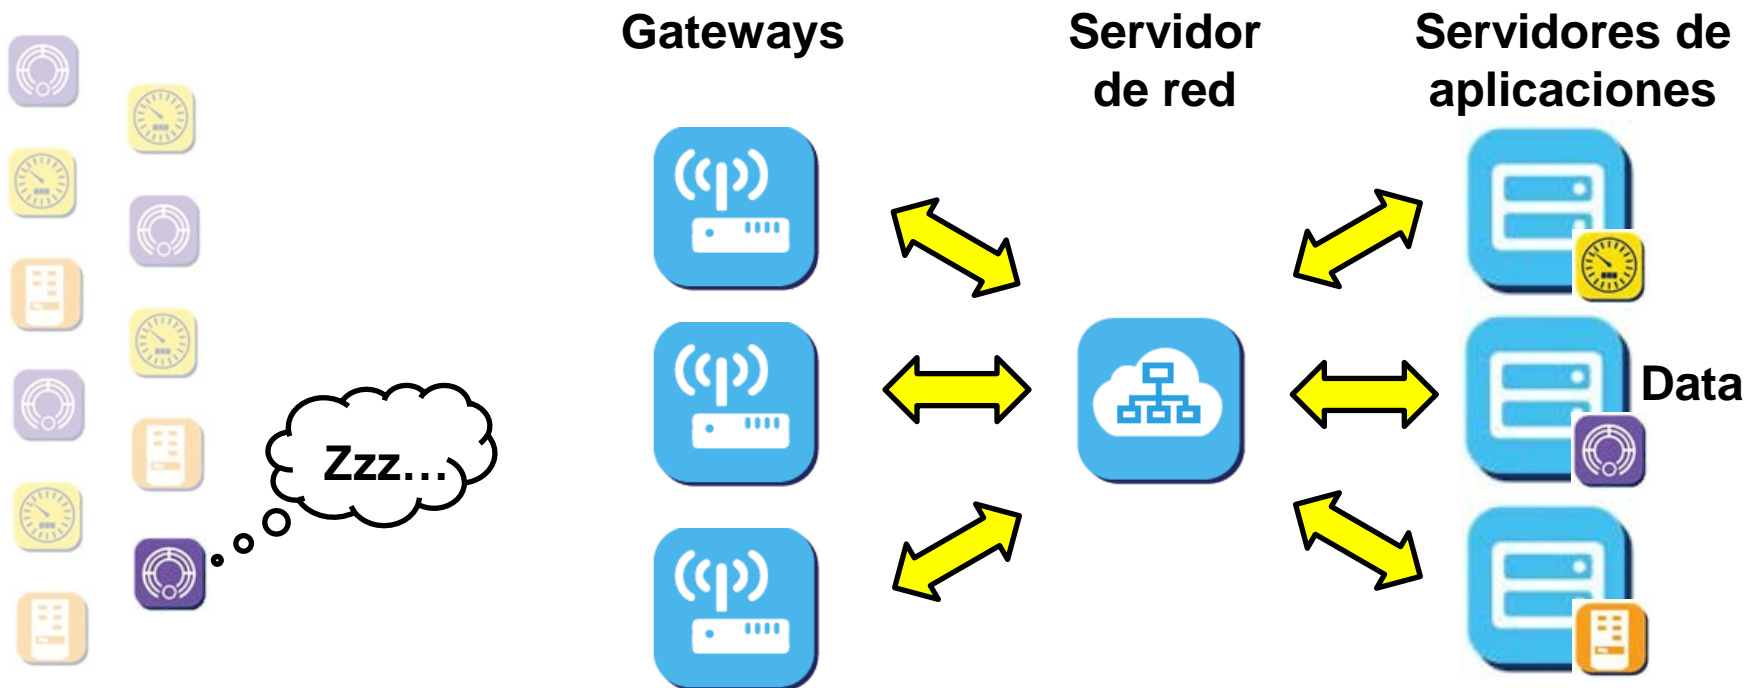 Gateways
Servidor
de red
Servidores de
aplicaciones
Data
Zzz...